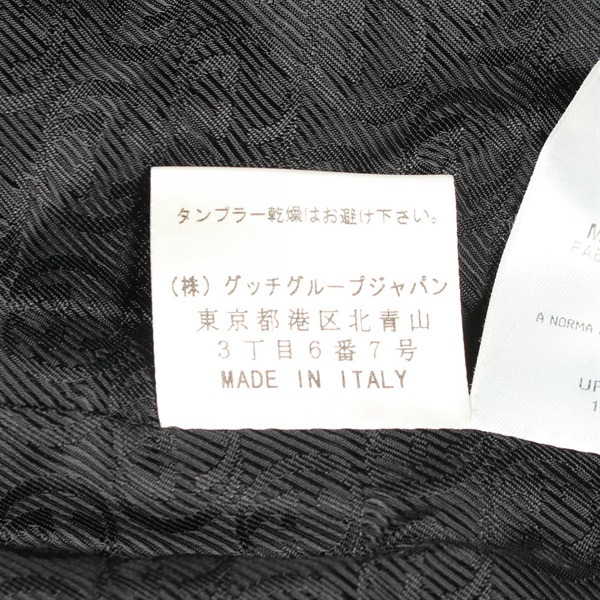 タンブラー乾燥はお避け下さい。
(株) グッチグループジャパン
東京都港区北青山
3丁目6番7号
MADE IN ITALY
A NORMA
UP